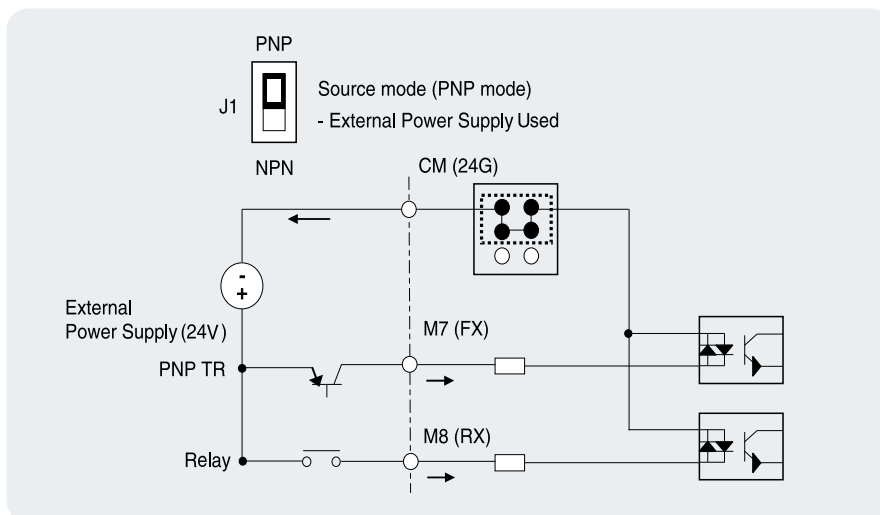 PNP
J1
Source mode (PNP mode)
- External Power Supply Used
NPN
CM (24G)
-
+
External
Power Supply (24V)
M7 (FX)
PNP TR
M8 (RX)
Relay